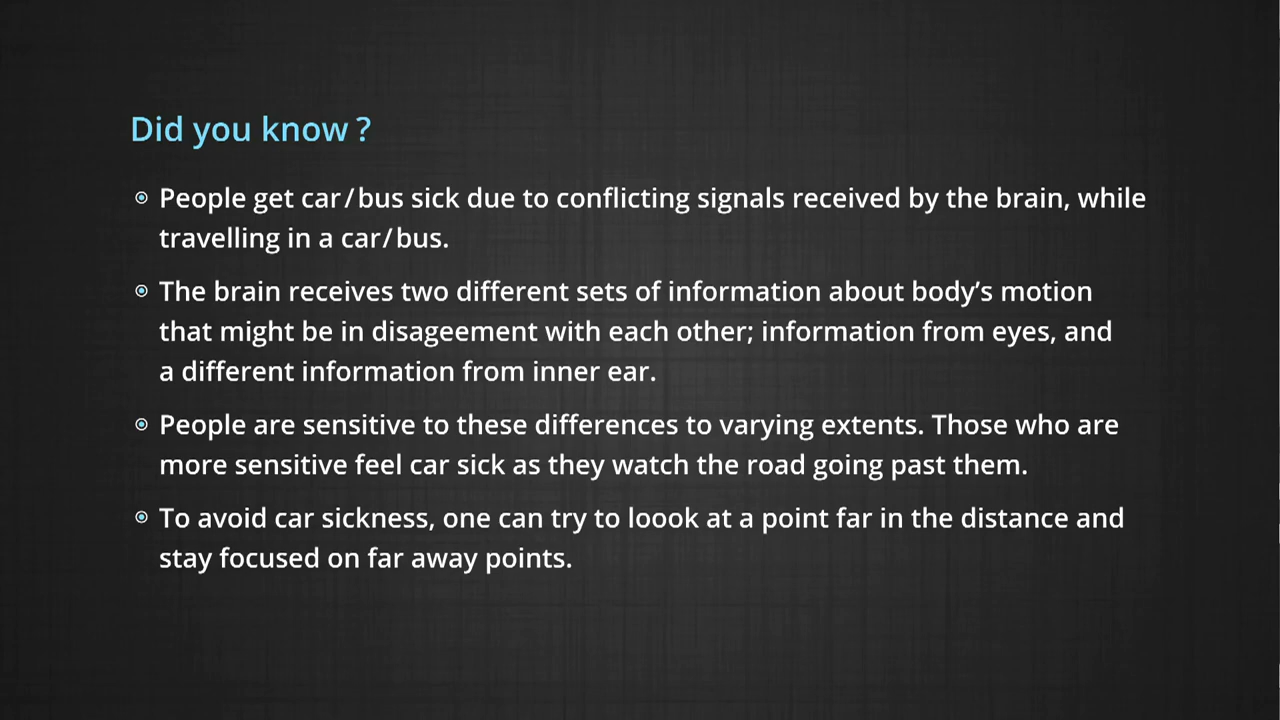 Did you know ?
People get car/bus sick due to conflicting signals received by the brain, while
travelling in a car/bus.
The brain receives two different sets of information about body's motion
that might be in disageement with each other; information from eyes, and
a different information from inner ear.
People are sensitive to these differences to varying extents. Those who are
more sensitive feel car sick as they watch the road going past them.
To avoid car sickness, one can try to loook at a point far in the distance and
stay focused on far away points.